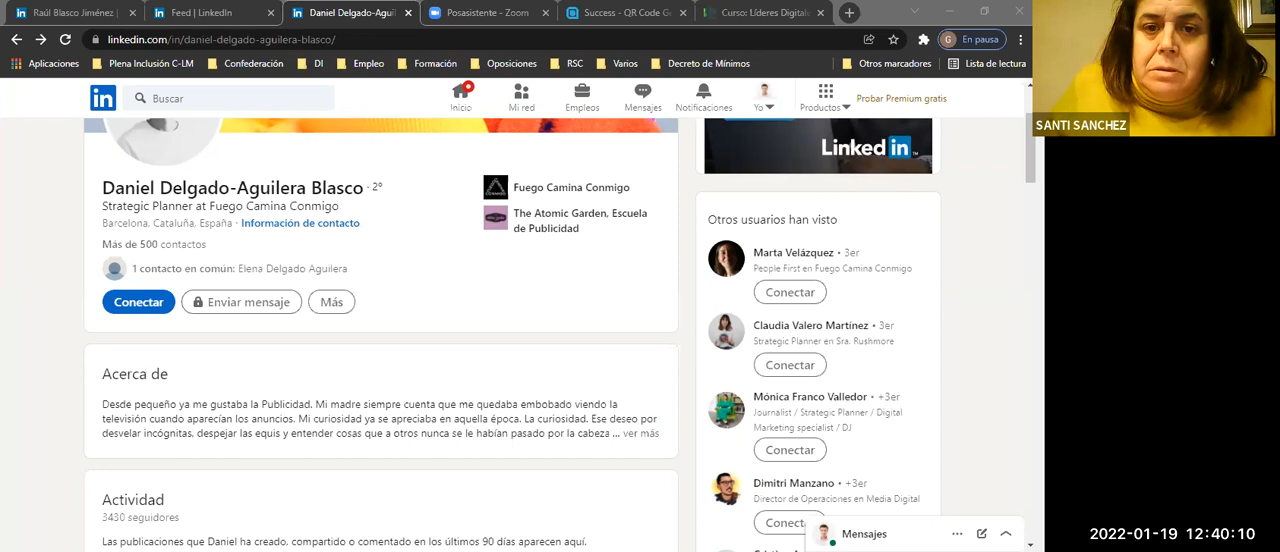 Raúl Blasco Jiménez |
Feed | LinkedIn
Daniel Delgado-Agui
Posasistente - Zoom
Success - QR Code G
Curso: Líderes Digitale
linkedin.com/in/daniel-delgado-aguilera-blasco/
G En pausa
Aplicaciones
Plena Inclusión C-LM
Confederación
DI
Empleo
Formación
Oposiciones
RSC
Varios
Decreto de Mínimos
Otros marcadores
Lista de lectura
in
Buscar
Inicio
Mi red
Empleos
Mensajes
Notificaciones
Yo
Productos
Probar Premium gratis
SANTI SANCHEZ
Linked in
Daniel Delgado-Aguilera Blasco · 2º
Strategic Planner at Fuego Camina Conmigo
Barcelona, Cataluña, España · Información de contacto
Más de 500 contactos
1 contacto en común: Elena Delgado Aguilera
Conectar
Enviar mensaje
Más
Fuego Camina Conmigo
The Atomic Garden, Escuela
de Publicidad
Otros usuarios han visto
Marta Velázquez • 3er
People First en Fuego Camina Conmigo
Conectar
Claudia Valero Martínez • 3er
Strategic Planner en Sra. Rushmore
Conectar
Mónica Franco Valledor • +3er
Journalist / Strategic Planner / Digital
Marketing specialist / DJ
Conectar
Dimitri Manzano • +3er
Director de Operaciones en Media Digital
Acerca de
Desde pequeño ya me gustaba la Publicidad. Mi madre siempre cuenta que me quedaba embobado viendo la
televisión cuando aparecían los anuncios. Mi curiosidad ya se apreciaba en aquella época. La curiosidad. Ese deseo por
desvelar incógnitas, despejar las equis y entender cosas que a otros nunca se le habían pasado por la cabeza ... ver más
Actividad
3430 seguidores
Las publicaciones que Daniel ha creado, compartido o comentado en los últimos 90 días aparecen aquí.
Mensajes
2022-01-19 12:40:10